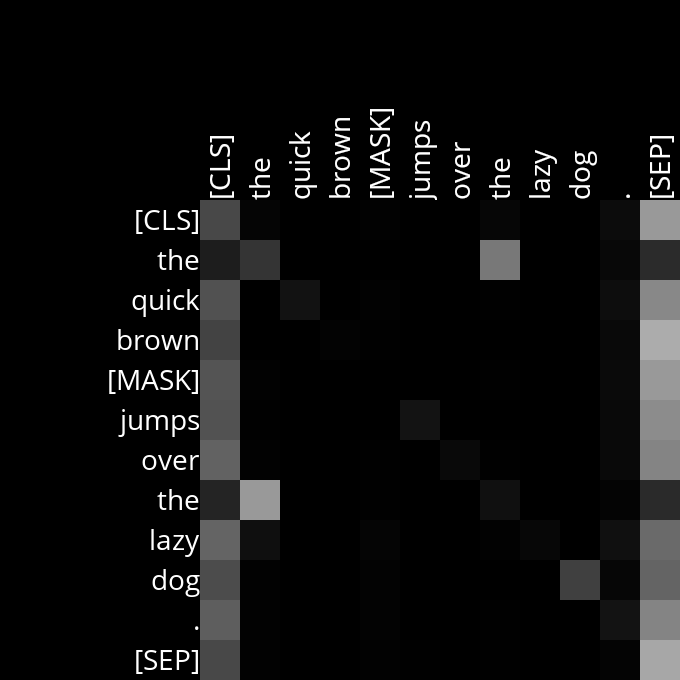 [CLS]
the
quick
brown
[MASK]
jumps
over
the
lazy
dog
.
[SEP]
[CLS]
the
quick
brown
[MASK]
jumps
over
the
lazy
dog
.
[SEP]